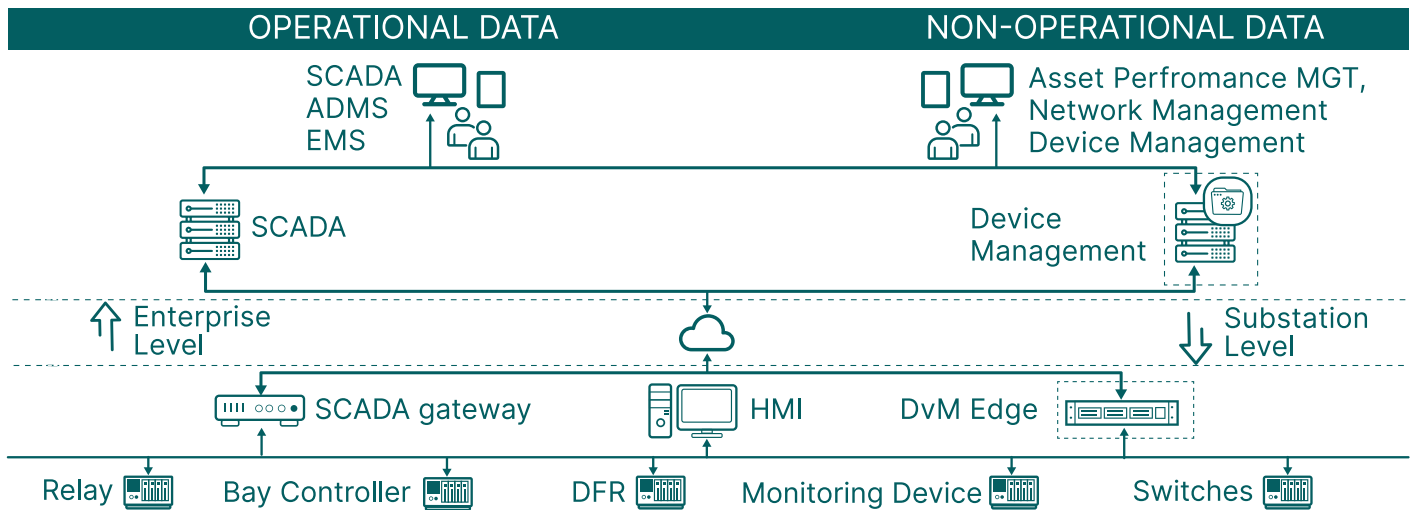 OPERATIONAL DATA
NON-OPERATIONAL DATA
SCADA
ADMS
EMS
Asset Perfromance MGT,
Network Management
Device Management
SCADA
Device
Management
Enterprise
Level
Substation
Level
SCADA gateway
HMI
DvM Edge
Relay
Bay Controller
DFR
Monitoring Device
Switches